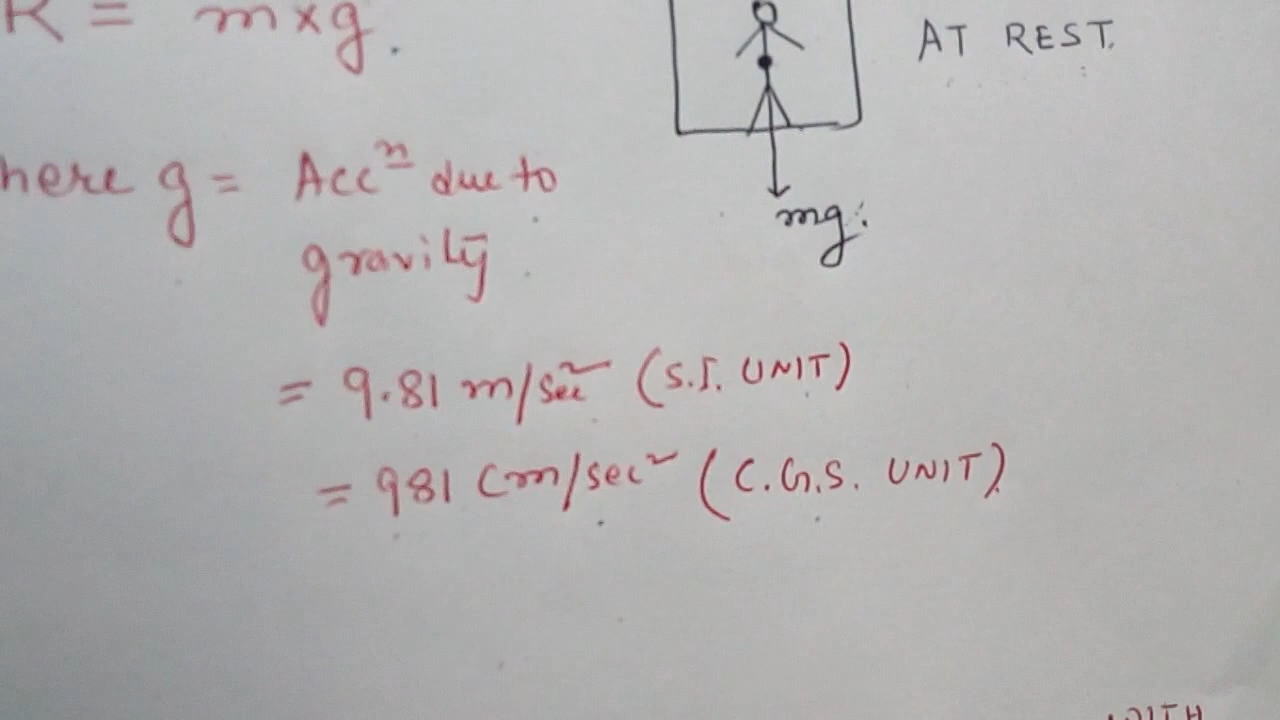 R = m × g.
AT REST.
here g = Accⁿ due to
gravity
mg.
= 9.81 m/sec² (S.I. UNIT)
= 981 cm/sec² (C.G.S. UNIT)